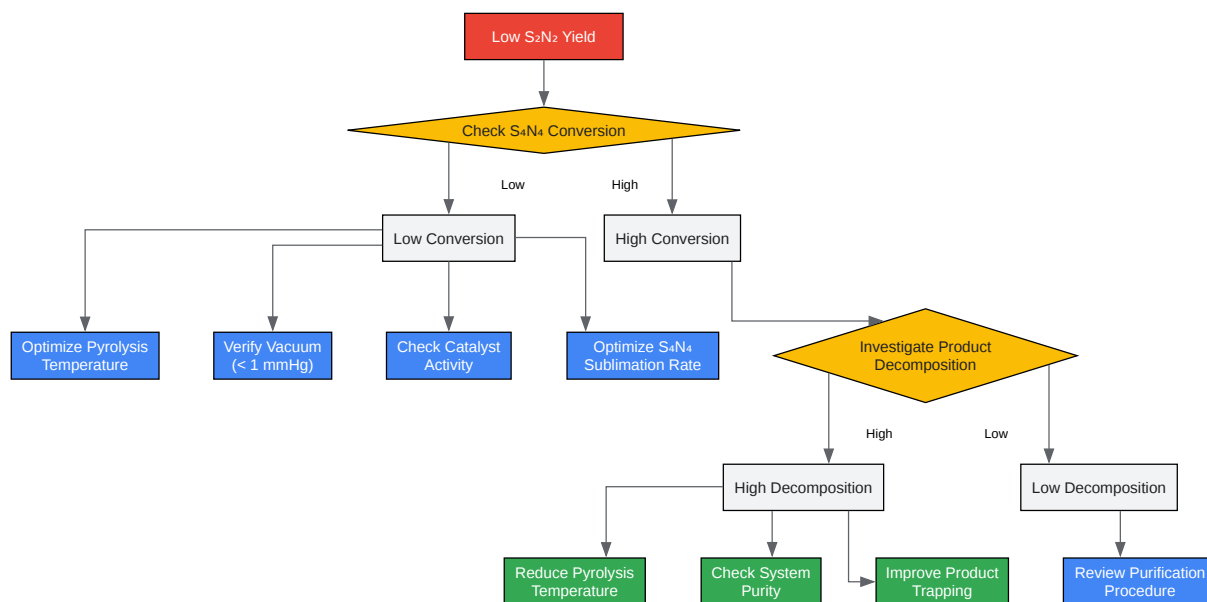 Low S₂N₂ Yield
Check S₄N₄ Conversion
Low
High
Low Conversion
High Conversion
Optimize Pyrolysis
Temperature
Verify Vacuum
(< 1 mmHg)
Check Catalyst
Activity
Optimize S₄N₄
Sublimation Rate
Investigate Product
Decomposition
High
Low
High Decomposition
Low Decomposition
Reduce Pyrolysis
Temperature
Check System
Purity
Improve Product
Trapping
Review Purification
Procedure